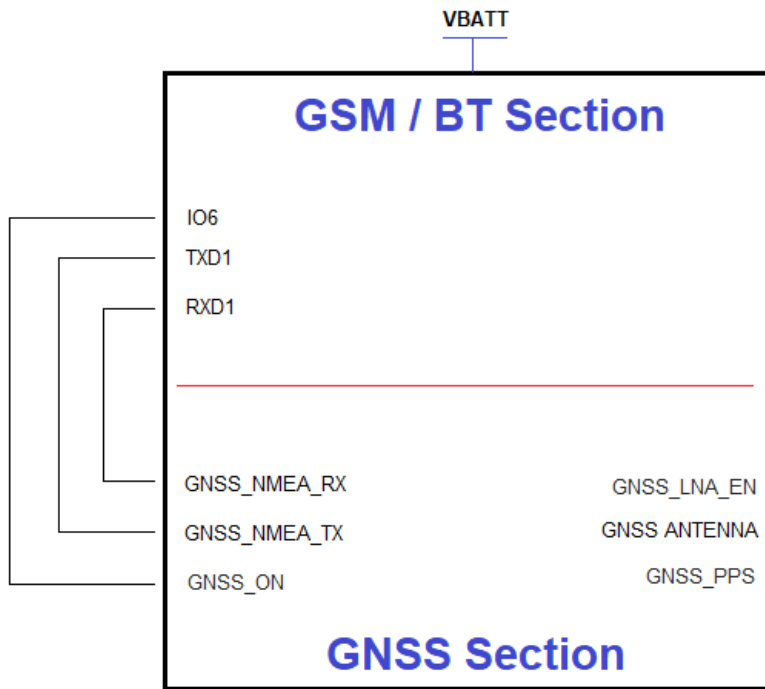 VBATT
GSM / BT Section
IO6
TXD1
RXD1
GNSS_NMEA_RX
GNSS_LNA_EN
GNSS_NMEA_TX
GNSS ANTENNA
GNSS_ON
GNSS_PPS
GNSS Section